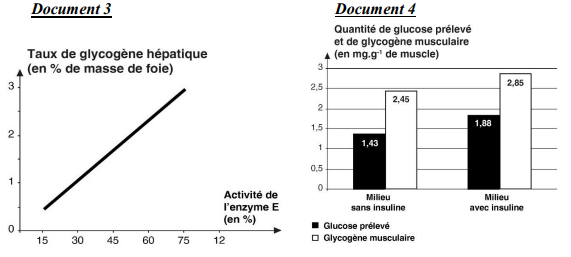 Document 3
Taux de glycogène hépatique
(en % de masse de foie)
3
2
1
0
Activité de
l'enzyme E
(en %)
15 30 45 60 75 12
Document 4
Quantité de glucose prélevé
et de glycogène musculaire
(en mg.g⁻¹ de muscle)
3
2,5
2
1,5
1
0,5
0
1,43
2,45
1,88
2,85
Milieu
sans insuline
Milieu
avec insuline
Glucose prélevé
Glycogène musculaire